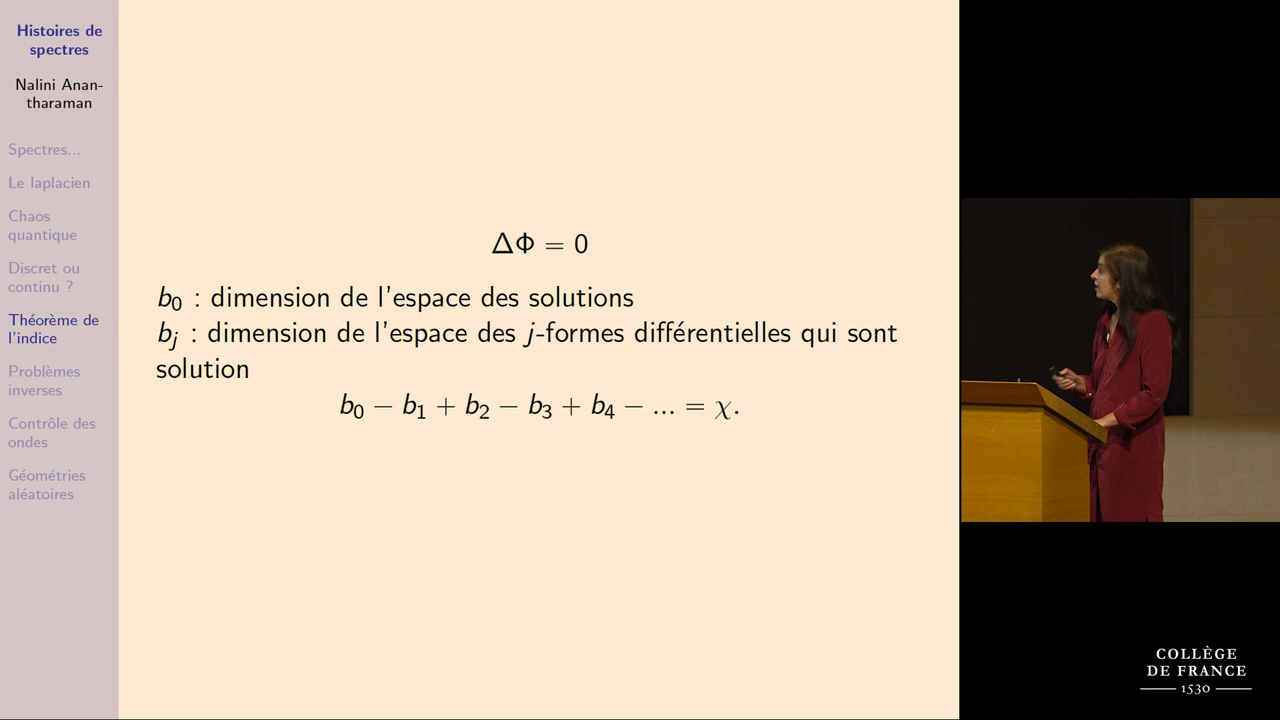 Histoires de
spectres
Nalini Anan-
tharaman
Spectres...
Le laplacien
Chaos
quantique
Discret ou
continu ?
Théorème de
l'indice
Problèmes
inverses
Contrôle des
ondes
Géométries
aléatoires
ΔΦ = 0
b₀ : dimension de l'espace des solutions
bⱼ : dimension de l'espace des j-formes différentielles qui sont
solution
b₀ − b₁ + b₂ − b₃ + b₄ − ... = χ.
COLLÈGE
DE FRANCE
1530